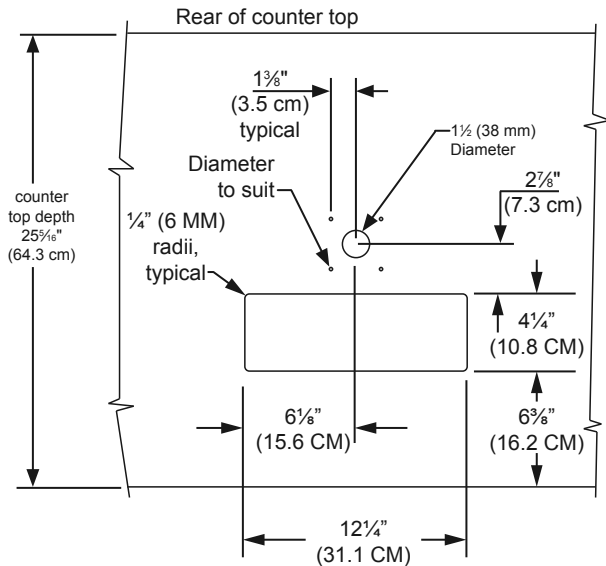 Rear of counter top
1⅜"
(3.5 cm)
typical
1½ (38 mm)
Diameter
Diameter
to suit
2⅞"
(7.3 cm)
counter
top depth
25⁵⁄₁₆"
(64.3 cm)
¼” (6 MM)
radii,
typical
4¼”
(10.8 CM)
6⅛”
(15.6 CM)
6⅜”
(16.2 CM)
12¼”
(31.1 CM)